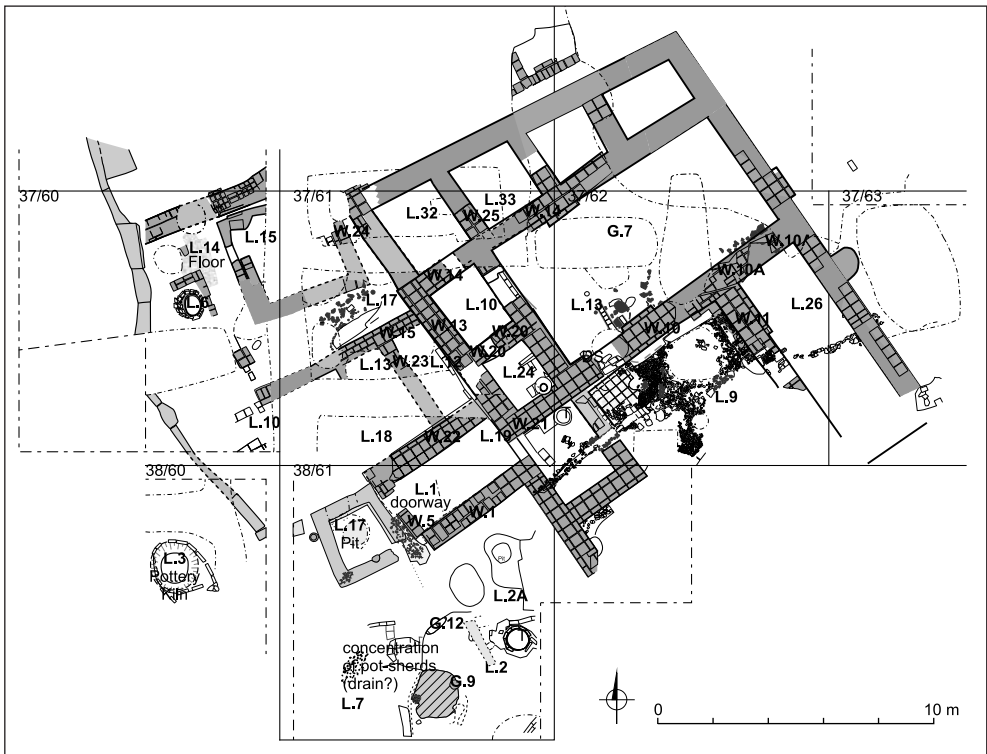 37/60
37/61
37/62
37/63
L.33
L.32
W.25
W.14
W.24
G.7
L.15
L.14
Floor
W.10A
W.10A
W.14
L.6
L.17
L.10
L.13
L.26
W.13
W.20
W.10
W.11
W.15
W.20
L.13
W.23
L.12
L.24
L.9
L.10
W.21
L.18
W.22
L.19
38/60
38/61
L.1
doorway
W.5
W.1
L.17
Pit
L.3
Pottery
Kiln
Pit
L.2A
G.12
concentration
of pot-sherds
(drain?)
L.2
G.9
L.7
0
10 m